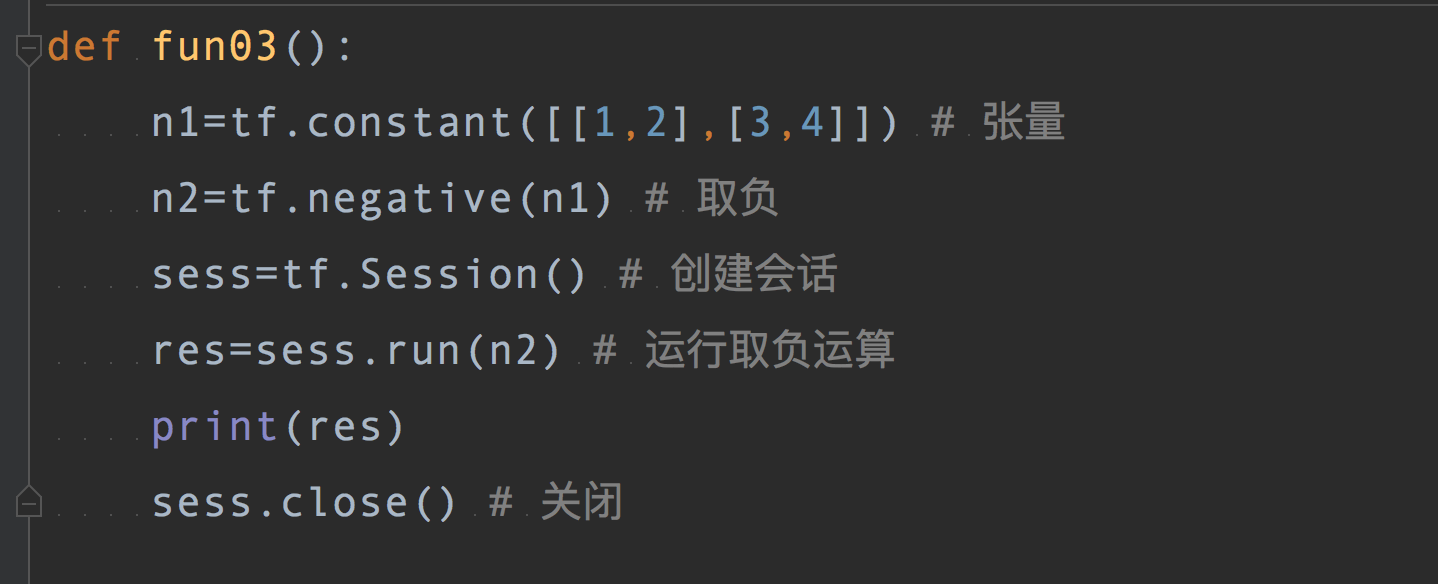 def fun03():
    n1=tf.constant([[1,2],[3,4]]) # 张量
    n2=tf.negative(n1) # 取负
    sess=tf.Session() # 创建会话
    res=sess.run(n2) # 运行取负运算
    print(res)
    sess.close() # 关闭